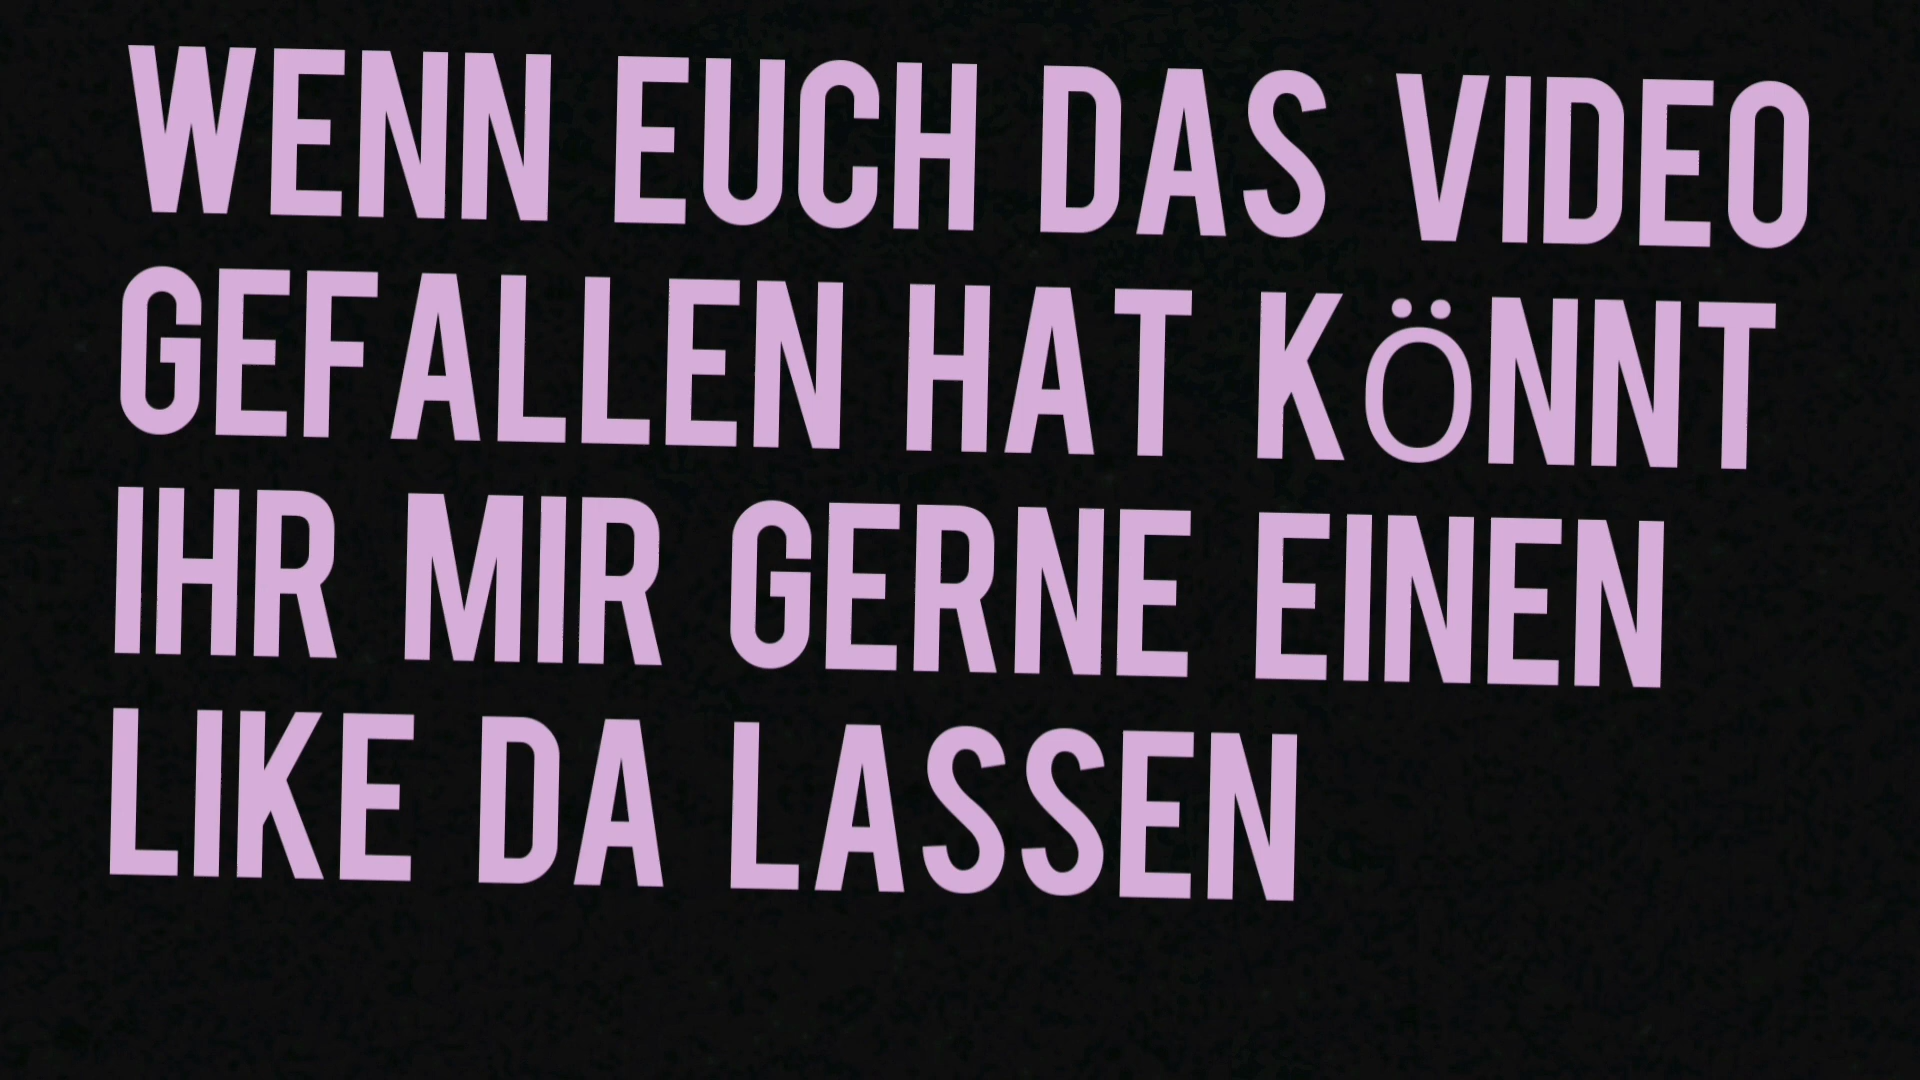 WENN EUCH DAS VIDEO
GEFALLEN HAT KÖNNT
IHR MIR GERNE EINEN
LIKE DA LASSEN